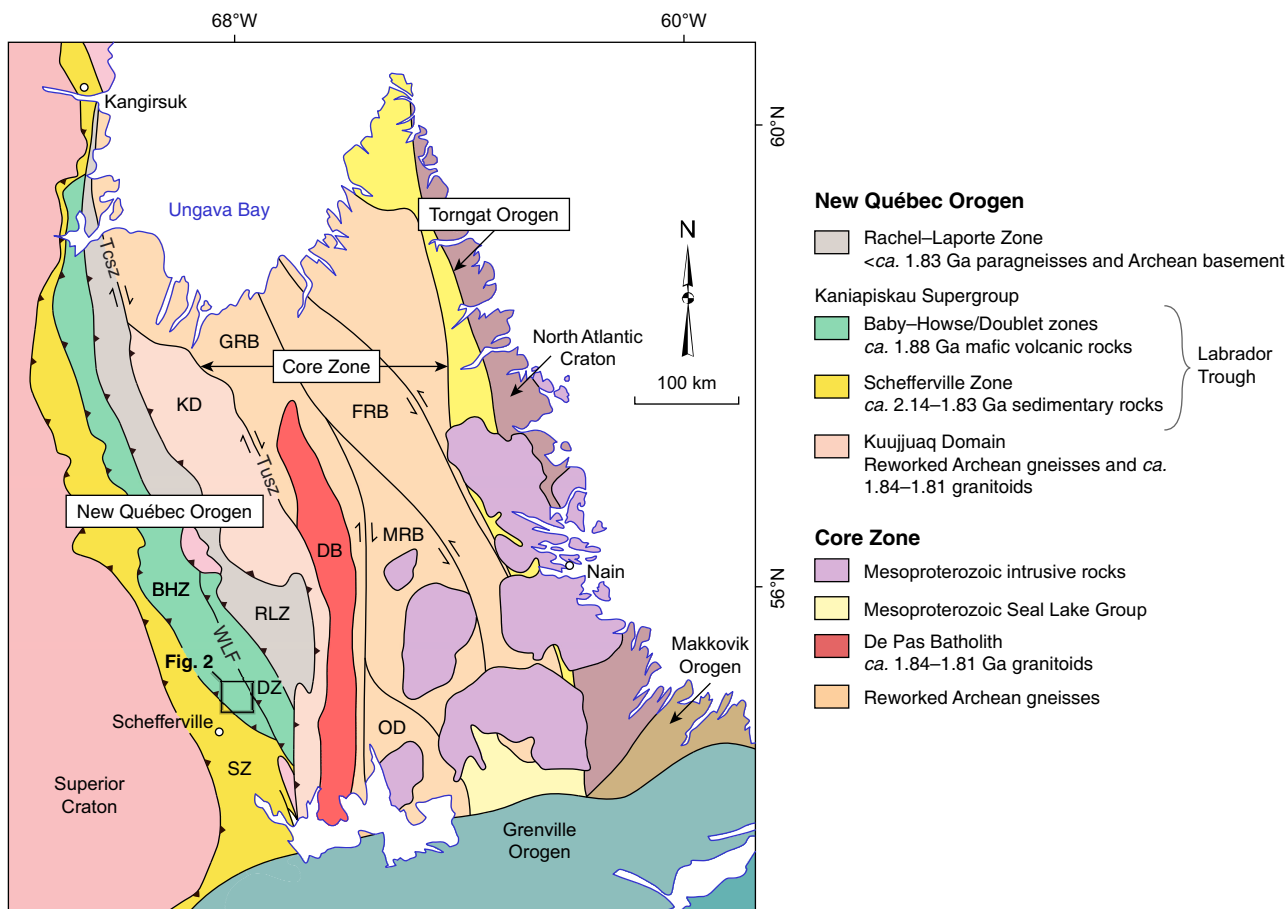 68°W
60°W
Kangirsuk
60°N
Ungava Bay
Torngat Orogen
Tcsz
N
GRB
North Atlantic
Craton
Core Zone
100 km
KD
FRB
Tusz
New Québec Orogen
DB
MRB
Nain
56°N
BHZ
RLZ
WLF
Makkovik
Orogen
Fig. 2
DZ
Schefferville
OD
SZ
Superior
Craton
Grenville
Orogen
New Québec Orogen
Rachel–Laporte Zone
<ca. 1.83 Ga paragneisses and Archean basement
Kaniapiskau Supergroup
Baby–Howse/Doublet zones
ca. 1.88 Ga mafic volcanic rocks
Labrador
Trough
Schefferville Zone
ca. 2.14–1.83 Ga sedimentary rocks
Kuujjuaq Domain
Reworked Archean gneisses and ca.
1.84–1.81 granitoids
Core Zone
Mesoproterozoic intrusive rocks
Mesoproterozoic Seal Lake Group
De Pas Batholith
ca. 1.84–1.81 Ga granitoids
Reworked Archean gneisses